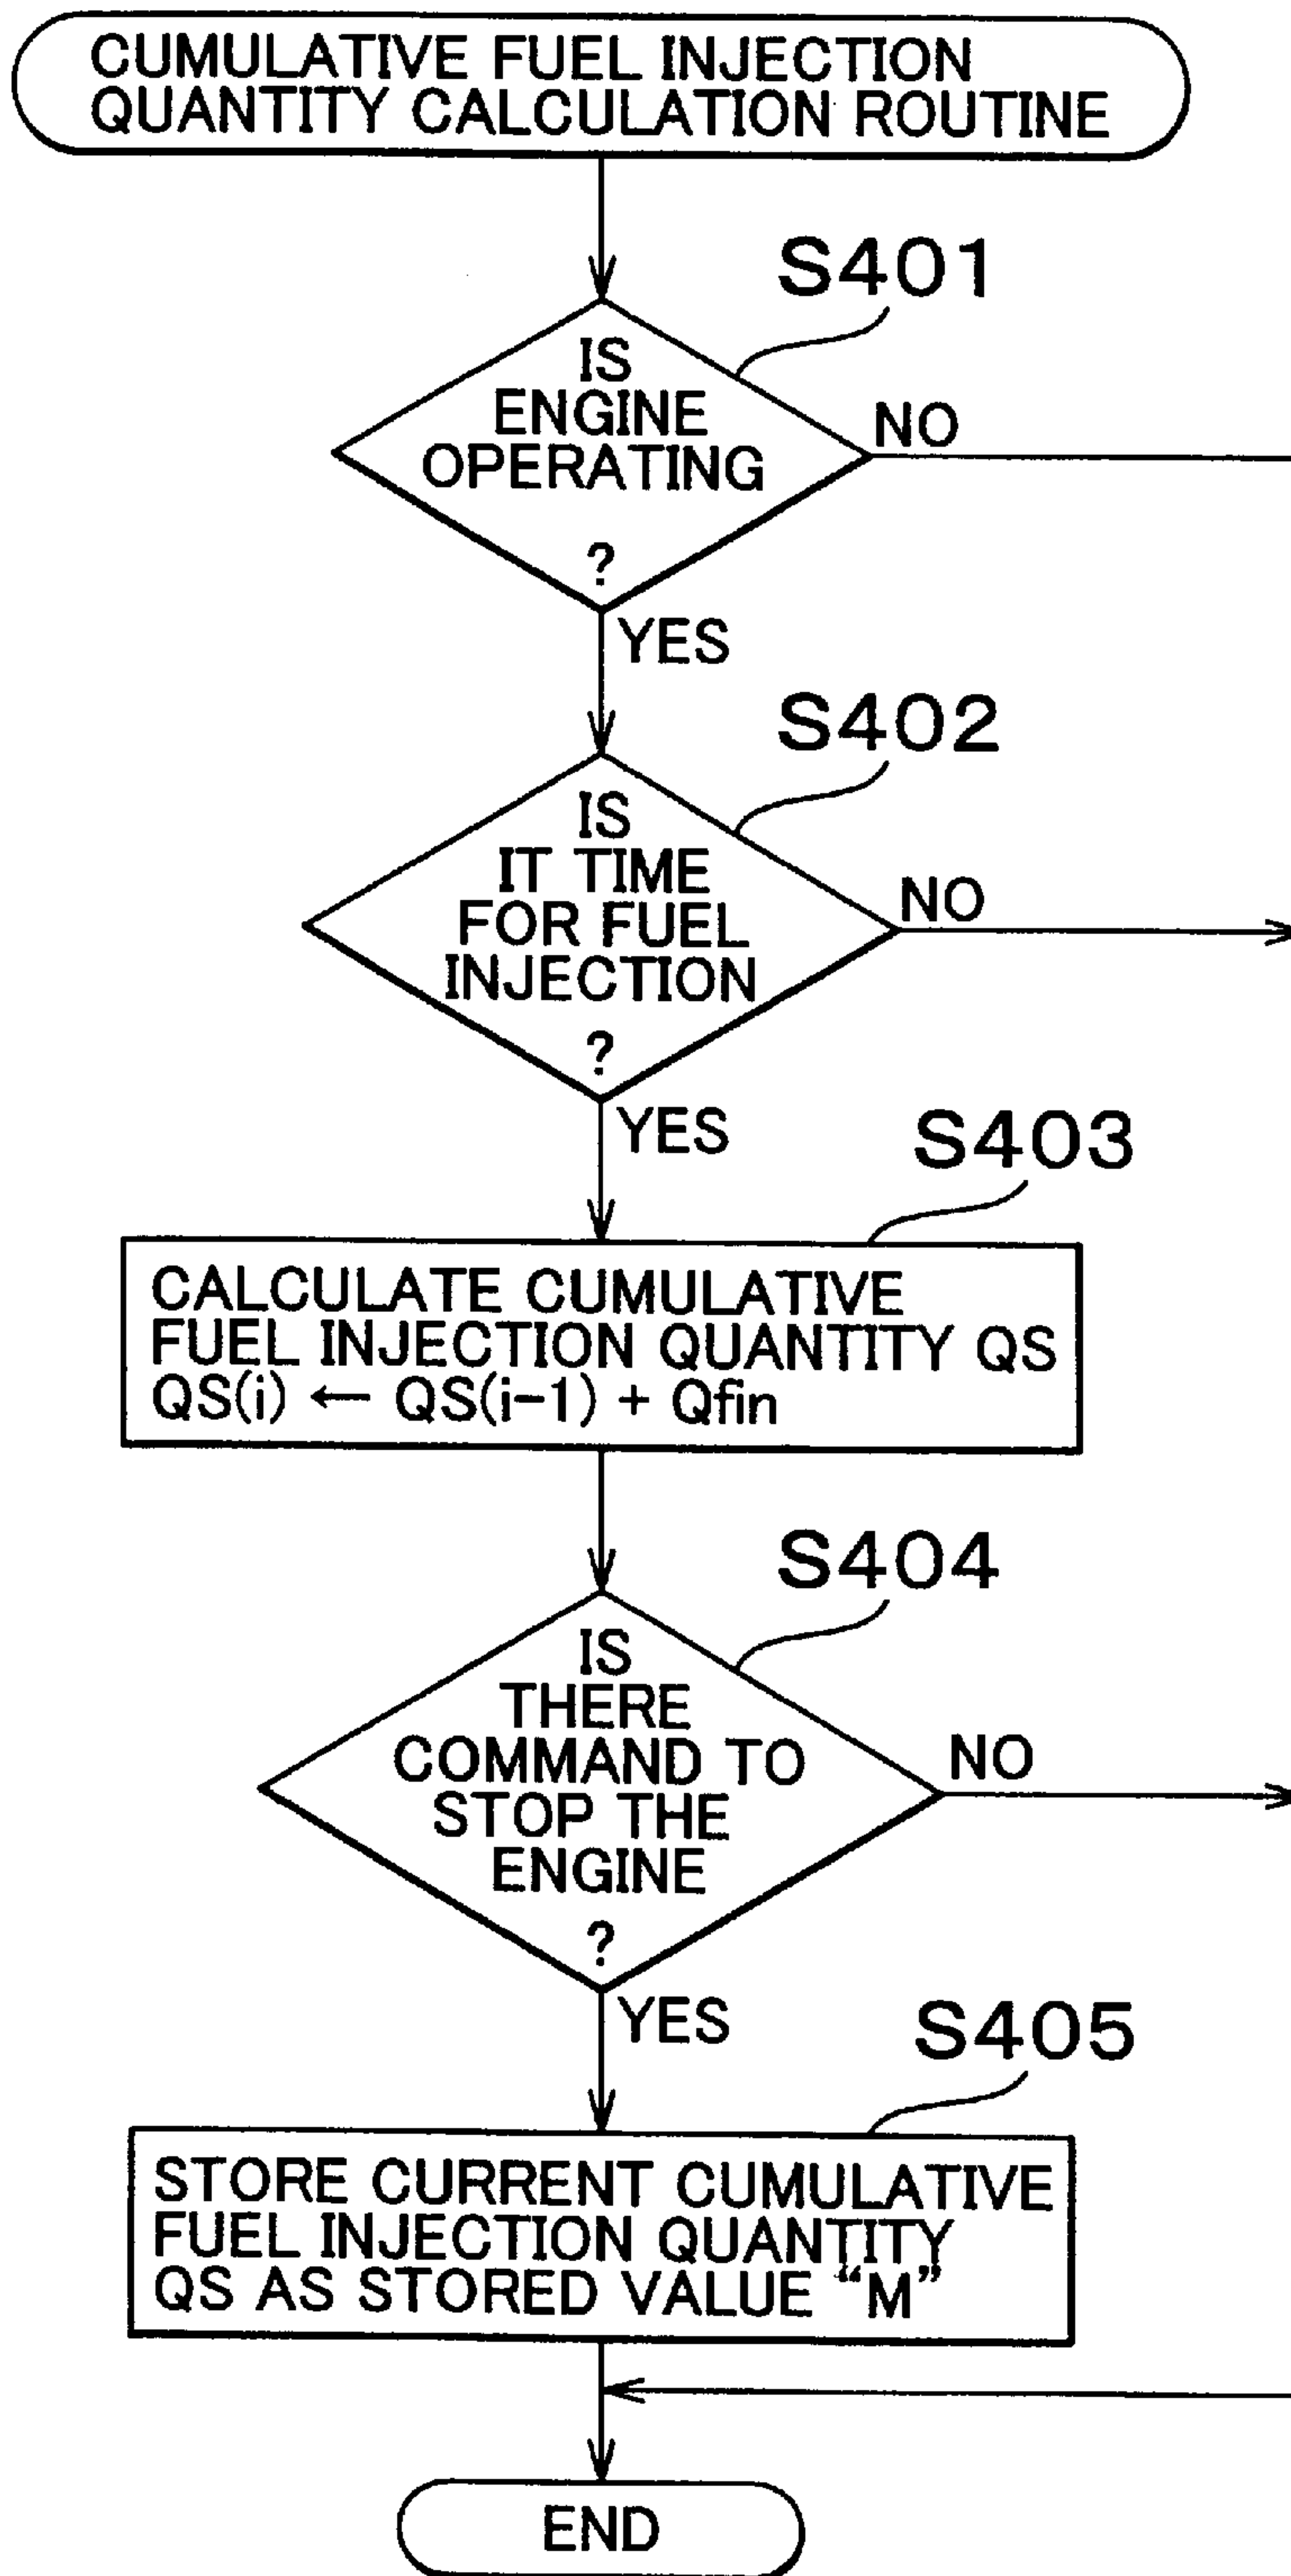 CUMULATIVE FUEL INJECTION
QUANTITY CALCULATION ROUTINE
S401
IS
ENGINE
OPERATING
?
NO
YES
S402
IS
IT TIME
FOR FUEL
INJECTION
?
NO
YES
S403
CALCULATE CUMULATIVE
FUEL INJECTION QUANTITY QS
QS(i) ← QS(i-1) + Qfin
S404
IS
THERE
COMMAND TO
STOP THE
ENGINE
?
NO
YES
S405
STORE CURRENT CUMULATIVE
FUEL INJECTION QUANTITY
QS AS STORED VALUE “M”
END